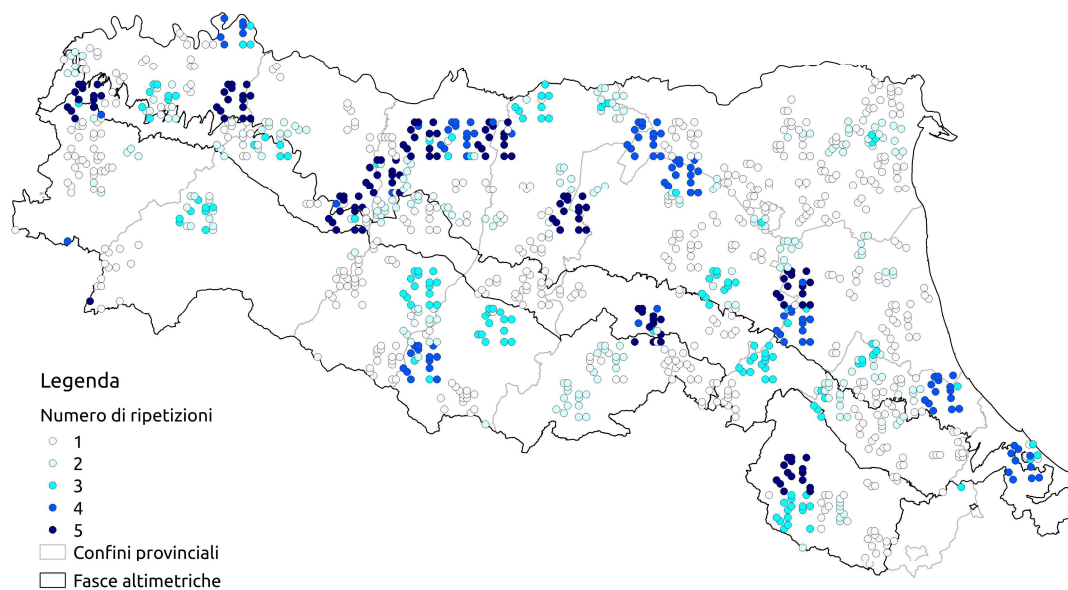 Legenda
Numero di ripetizioni
1
2
3
4
5
Confini provinciali
Fasce altimetriche